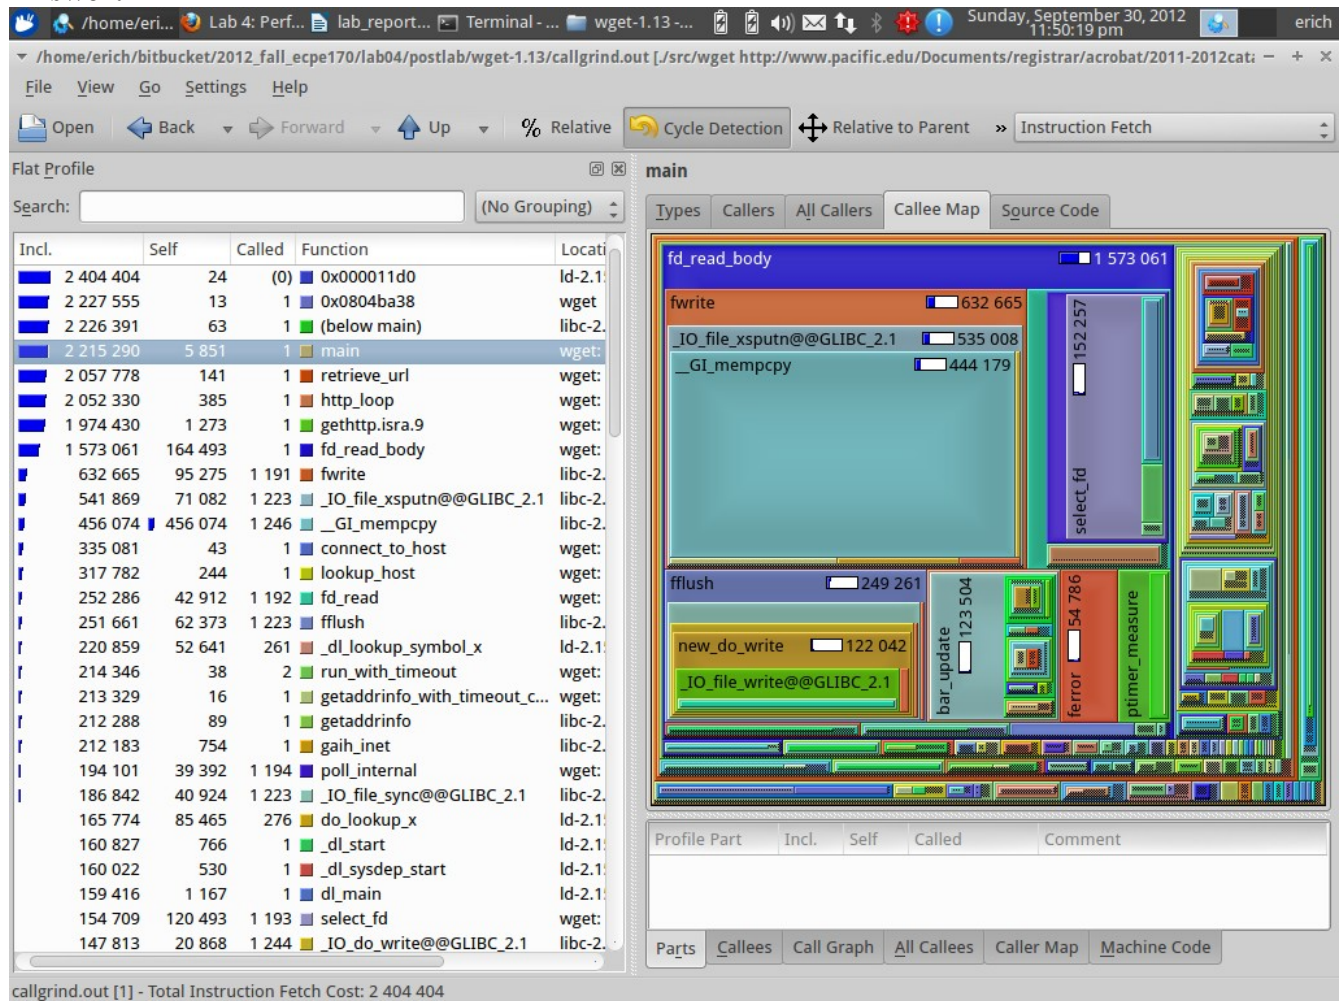 /home/eri... Lab 4: Perf... lab_report... Terminal - ... wget-1.13 -... Sunday, September 30, 2012 11:50:19 pm erich
/home/erich/bitbucket/2012_fall_ecpe170/lab04/postlab/wget-1.13/callgrind.out [./src/wget http://www.pacific.edu/Documents/registrar/acrobat/2011-2012cata
File View Go Settings Help
Open Back Forward Up % Relative Cycle Detection Relative to Parent » Instruction Fetch
Flat Profile
Search: (No Grouping)
Incl. Self Called Function Locati
2 404 404 24 (0) 0x000011d0 ld-2.1
2 227 555 13 1 0x0804ba38 wget
2 226 391 63 1 (below main) libc-2.
2 215 290 5 851 1 main wget:
2 057 778 141 1 retrieve_url wget:
2 052 330 385 1 http_loop wget:
1 974 430 1 273 1 gethttp.isra.9 wget:
1 573 061 164 493 1 fd_read_body wget:
632 665 95 275 1 191 fwrite libc-2.
541 869 71 082 1 223 _IO_file_xsputn@@GLIBC_2.1 libc-2.
456 074 456 074 1 246 __GI_mempcpy libc-2.
335 081 43 1 connect_to_host wget:
317 782 244 1 lookup_host wget:
252 286 42 912 1 192 fd_read wget:
251 661 62 373 1 223 fflush libc-2.
220 859 52 641 261 _dl_lookup_symbol_x ld-2.1
214 346 38 2 run_with_timeout wget:
213 329 16 1 getaddrinfo_with_timeout_c... wget:
212 288 89 1 getaddrinfo libc-2.
212 183 754 1 gaih_inet libc-2.
194 101 39 392 1 194 poll_internal wget:
186 842 40 924 1 223 _IO_file_sync@@GLIBC_2.1 libc-2.
165 774 85 465 276 do_lookup_x ld-2.1
160 827 766 1 _dl_start ld-2.1
160 022 530 1 _dl_sysdep_start ld-2.1
159 416 1 167 1 dl_main ld-2.1
154 709 120 493 1 193 select_fd wget:
147 813 20 868 1 244 _IO_do_write@@GLIBC_2.1 libc-2.
main
Types Callers All Callers Callee Map Source Code
fd_read_body 1 573 061
fwrite 632 665
_IO_file_xsputn@@GLIBC_2.1 535 008
__GI_mempcpy 444 179
select_fd 152 257
fflush 249 261
new_do_write 122 042
_IO_file_write@@GLIBC_2.1
bar_update 123 504
ferror 54 786
ptimer_measure
Profile Part Incl. Self Called Comment
Parts Callees Call Graph All Callees Caller Map Machine Code
callgrind.out [1] - Total Instruction Fetch Cost: 2 404 404